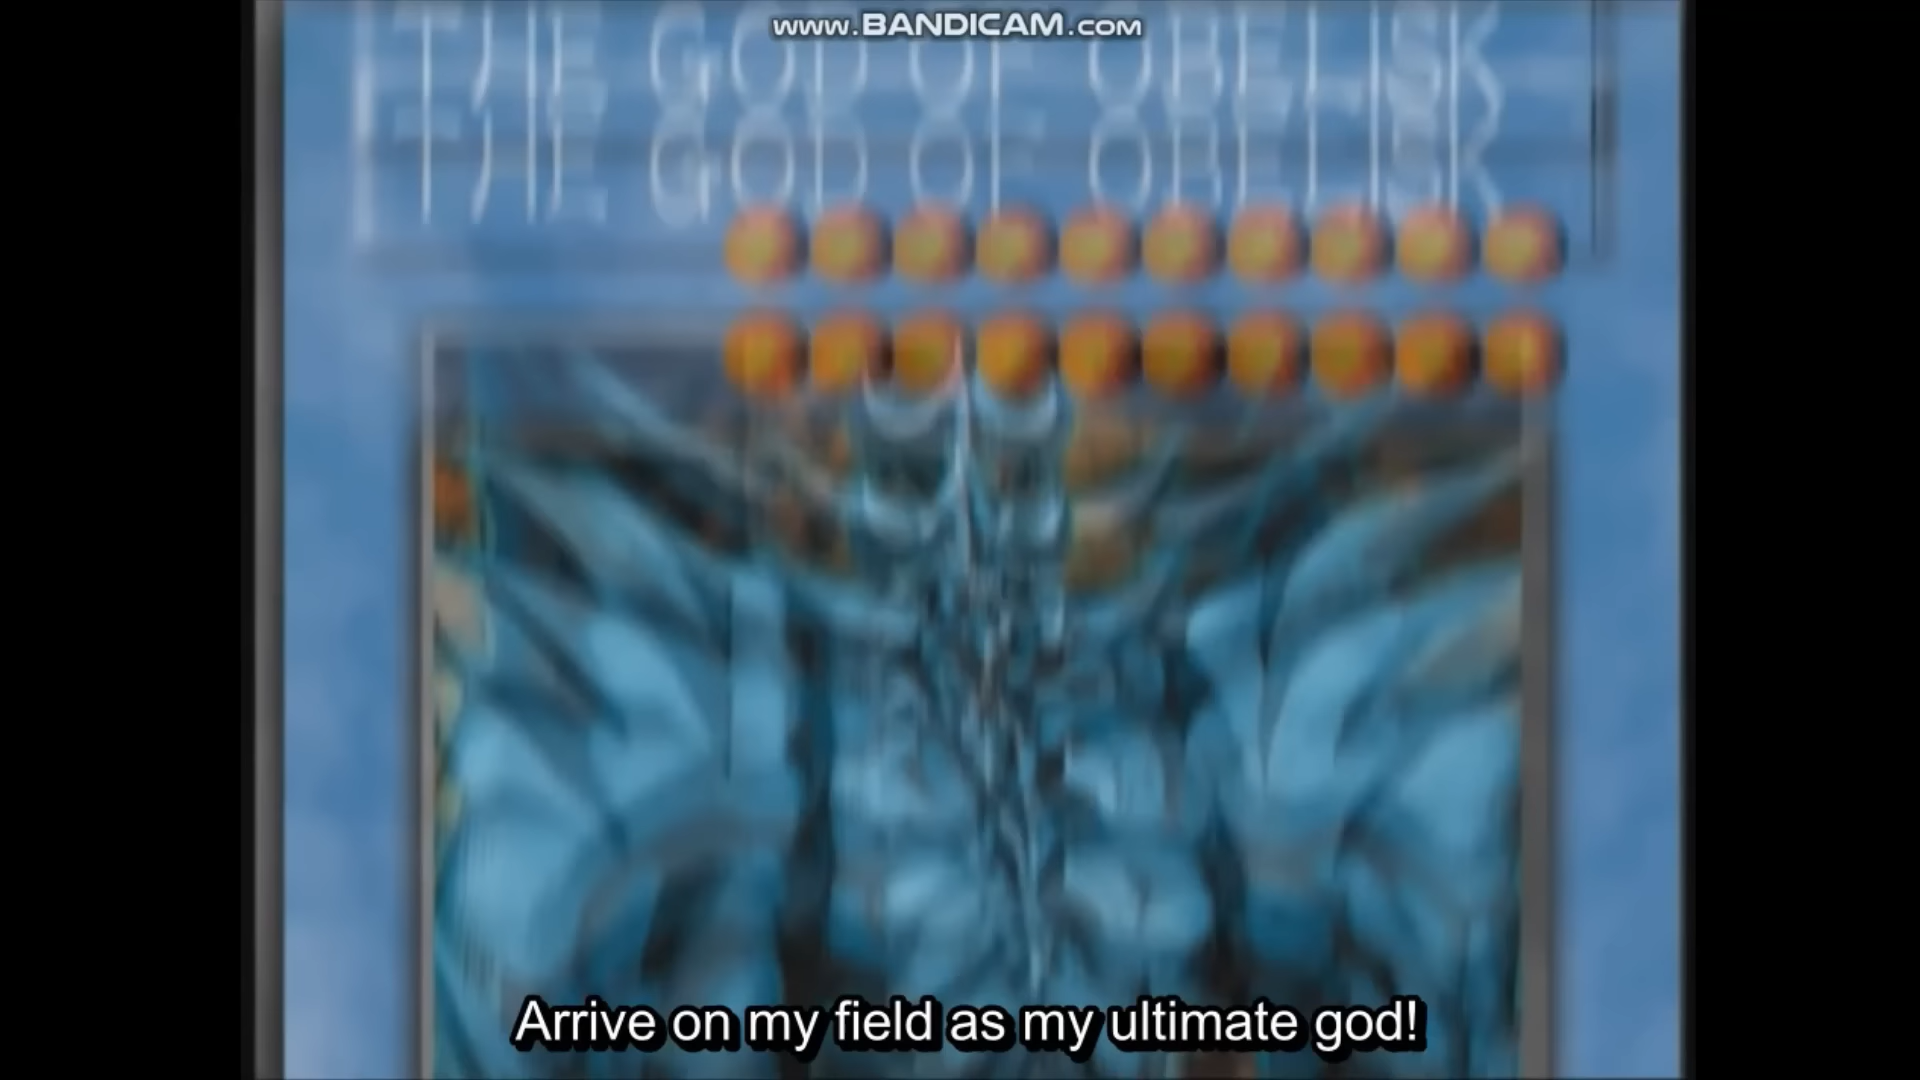 www.BANDICAM.com
THE GOD OF OBELISK
Arrive on my field as my ultimate god!